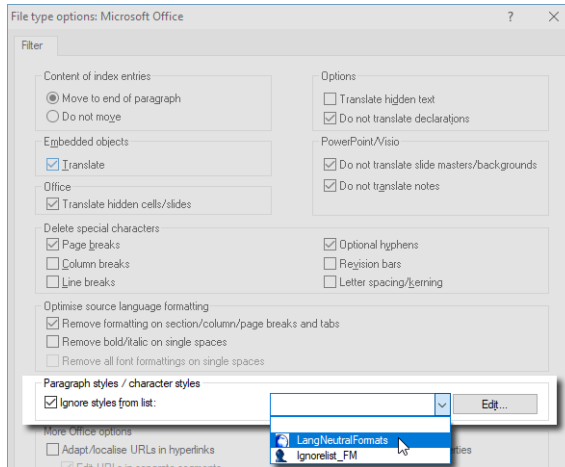 File type options: Microsoft Office
Filter
Content of index entries
Move to end of paragraph
Do not move
Options
Translate hidden text
Do not translate declarations
Embedded objects
Translate
PowerPoint/Visio
Do not translate slide masters/backgrounds
Do not translate notes
Office
Translate hidden cells/slides
Delete special characters
Page breaks
Column breaks
Line breaks
Optional hyphens
Revision bars
Letter spacing/kerning
Optimise source language formatting
Remove formatting on section/column/page breaks and tabs
Remove bold/italic on single spaces
Remove all font formattings on single spaces
Paragraph styles / character styles
Ignore styles from list:
Edit...
LangNeutralFormats
Ignorelist_FM
More Office options
Adapt/localise URLs in hyperlinks
Edit URLs in separate segments